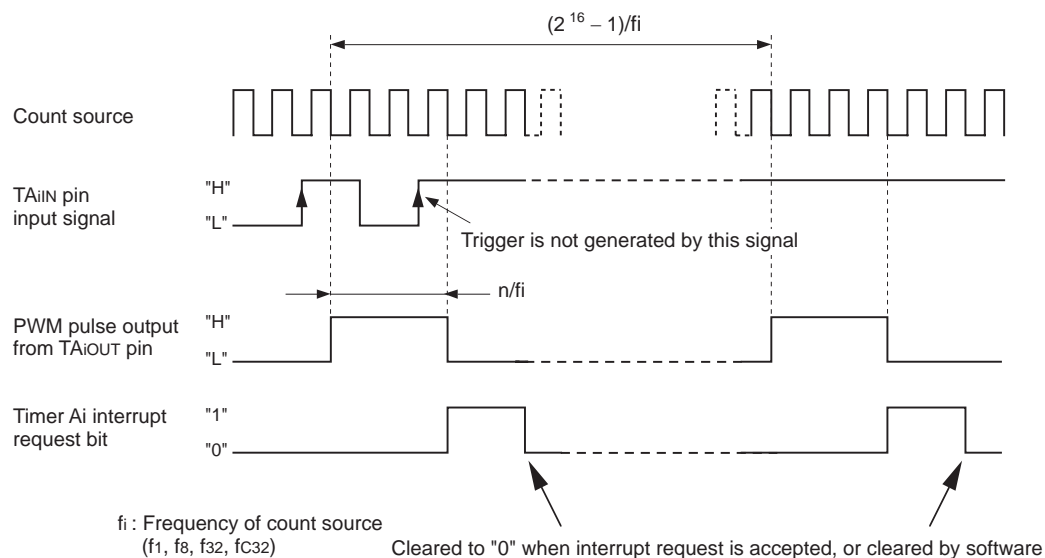 (2 16 – 1)/fi
Count source
TAiIN pin
input signal
"H"
"L"
Trigger is not generated by this signal
n/fi
PWM pulse output
from TAiOUT pin
"H"
"L"
Timer Ai interrupt
request bit
"1"
"0"
fi : Frequency of count source
(f1, f8, f32, fC32)
Cleared to "0" when interrupt request is accepted, or cleared by software